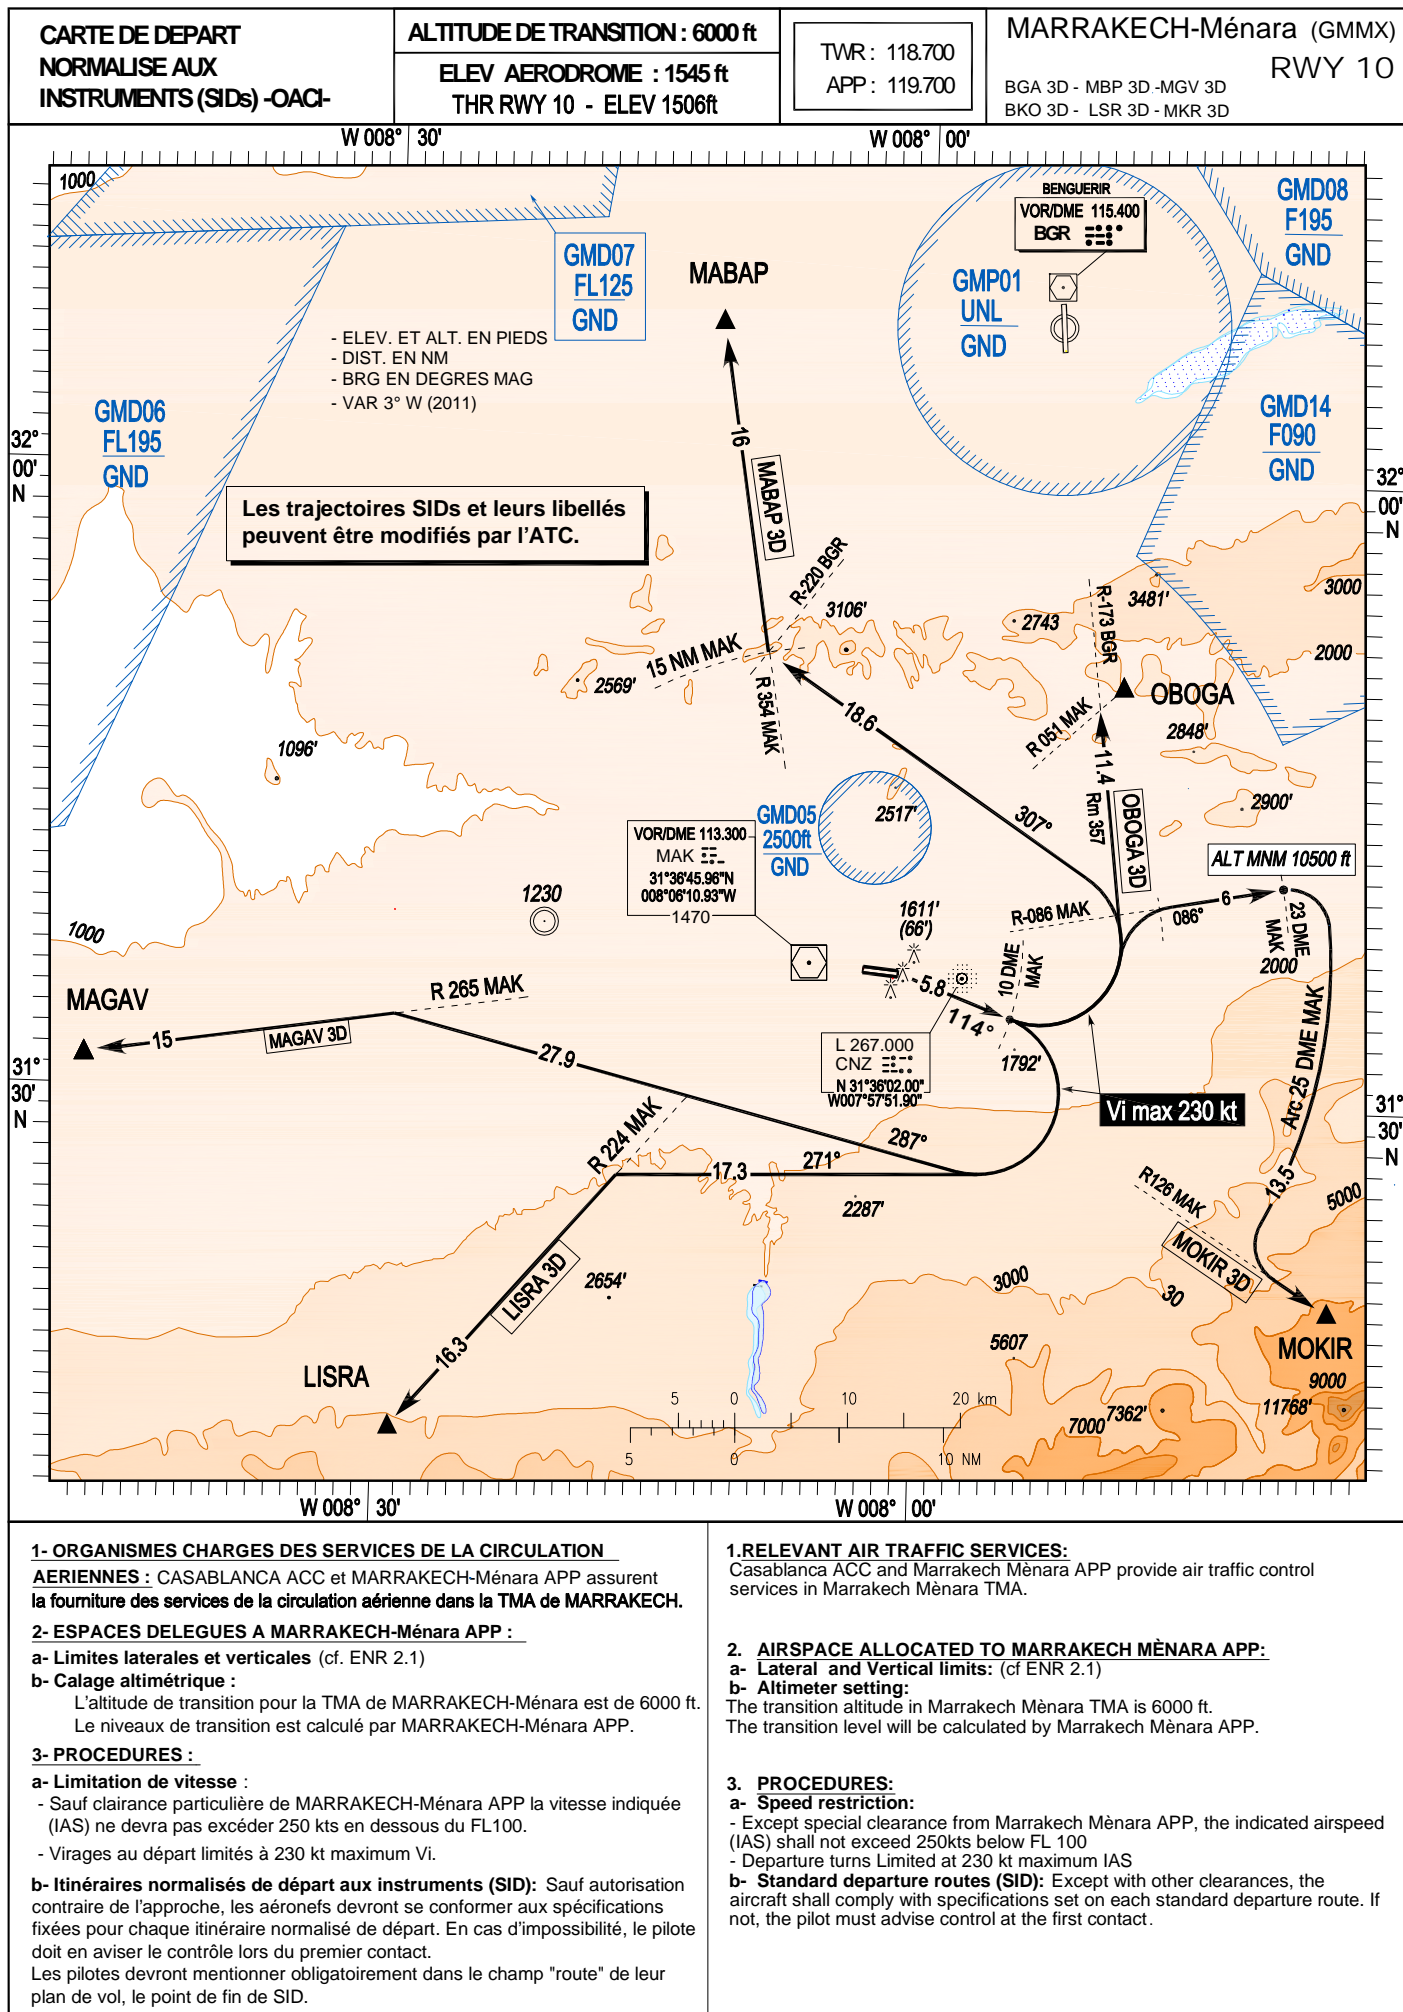 CARTE DE DEPART
NORMALISE AUX
INSTRUMENTS (SIDs) -OACI-
ALTITUDE DE TRANSITION : 6000 ft
ELEV AERODROME : 1545 ft
THR RWY 10 - ELEV 1506ft
TWR : 118.700
APP : 119.700
MARRAKECH-Ménara (GMMX)
RWY 10
BGA 3D - MBP 3D -MGV 3D
BKO 3D - LSR 3D - MKR 3D
W 008° 30'
W 008° 00'
1000
BENGUERIR
VOR/DME 115.400
BGR
GMD08
F195
GND
GMD07
FL125
GND
MABAP
GMP01
UNL
GND
- ELEV. ET ALT. EN PIEDS
- DIST. EN NM
- BRG EN DEGRES MAG
- VAR 3° W (2011)
GMD06
FL195
GND
GMD14
F090
GND
32°
00'
N
32°
00'
N
16
MABAP 3D
Les trajectoires SIDs et leurs libellés
peuvent être modifiés par l'ATC.
R-220 BGR
3106'
2743
3481'
3000
R-173 BGR
2000
15 NM MAK
2569'
R 354 MAK
18.6
OBOGA
R 051 MAK
2848'
1096'
11.4
Rm 357
OBOGA 3D
2900'
GMD05
2500ft
GND
2517'
307°
VOR/DME 113.300
MAK
31°36'45.96"N
008°06'10.93"W
1470
ALT MNM 10500 ft
1230
1611'
(66')
R-086 MAK
086°
6
23 DME
MAK
2000
1000
10 DME
MAK
5.8
114°
MAGAV
R 265 MAK
15
MAGAV 3D
27.9
L 267.000
CNZ
N 31°36'02.00"
W007°57'51.90"
1792'
Arc 25 DME MAK
31°
30'
N
31°
30'
N
Vi max 230 kt
R 224 MAK
287°
271°
17.3
R126 MAK
13.5
5000
2287'
MOKIR 3D
LISRA 3D
2654'
3000
30
16.3
5607
MOKIR
LISRA
9000
11768'
7362'
7000
5 0 10 20 km
5 0 10 NM
W 008° 30'
W 008° 00'
1- ORGANISMES CHARGES DES SERVICES DE LA CIRCULATION
AERIENNES : CASABLANCA ACC et MARRAKECH-Ménara APP assurent
la fourniture des services de la circulation aérienne dans la TMA de MARRAKECH.
2- ESPACES DELEGUES A MARRAKECH-Ménara APP :
a- Limites laterales et verticales (cf. ENR 2.1)
b- Calage altimétrique :
L'altitude de transition pour la TMA de MARRAKECH-Ménara est de 6000 ft.
Le niveaux de transition est calculé par MARRAKECH-Ménara APP.
3- PROCEDURES :
a- Limitation de vitesse :
- Sauf clairance particulière de MARRAKECH-Ménara APP la vitesse indiquée
(IAS) ne devra pas excéder 250 kts en dessous du FL100.
- Virages au départ limités à 230 kt maximum Vi.
b- Itinéraires normalisés de départ aux instruments (SID): Sauf autorisation
contraire de l'approche, les aéronefs devront se conformer aux spécifications
fixées pour chaque itinéraire normalisé de départ. En cas d'impossibilité, le pilote
doit en aviser le contrôle lors du premier contact.
Les pilotes devront mentionner obligatoirement dans le champ "route" de leur
plan de vol, le point de fin de SID.
1.RELEVANT AIR TRAFFIC SERVICES:
Casablanca ACC and Marrakech Mènara APP provide air traffic control
services in Marrakech Mènara TMA.
2. AIRSPACE ALLOCATED TO MARRAKECH MÈNARA APP:
a- Lateral and Vertical limits: (cf ENR 2.1)
b- Altimeter setting:
The transition altitude in Marrakech Mènara TMA is 6000 ft.
The transition level will be calculated by Marrakech Mènara APP.
3. PROCEDURES:
a- Speed restriction:
- Except special clearance from Marrakech Mènara APP, the indicated airspeed
(IAS) shall not exceed 250kts below FL 100
- Departure turns Limited at 230 kt maximum IAS
b- Standard departure routes (SID): Except with other clearances, the
aircraft shall comply with specifications set on each standard departure route. If
not, the pilot must advise control at the first contact.